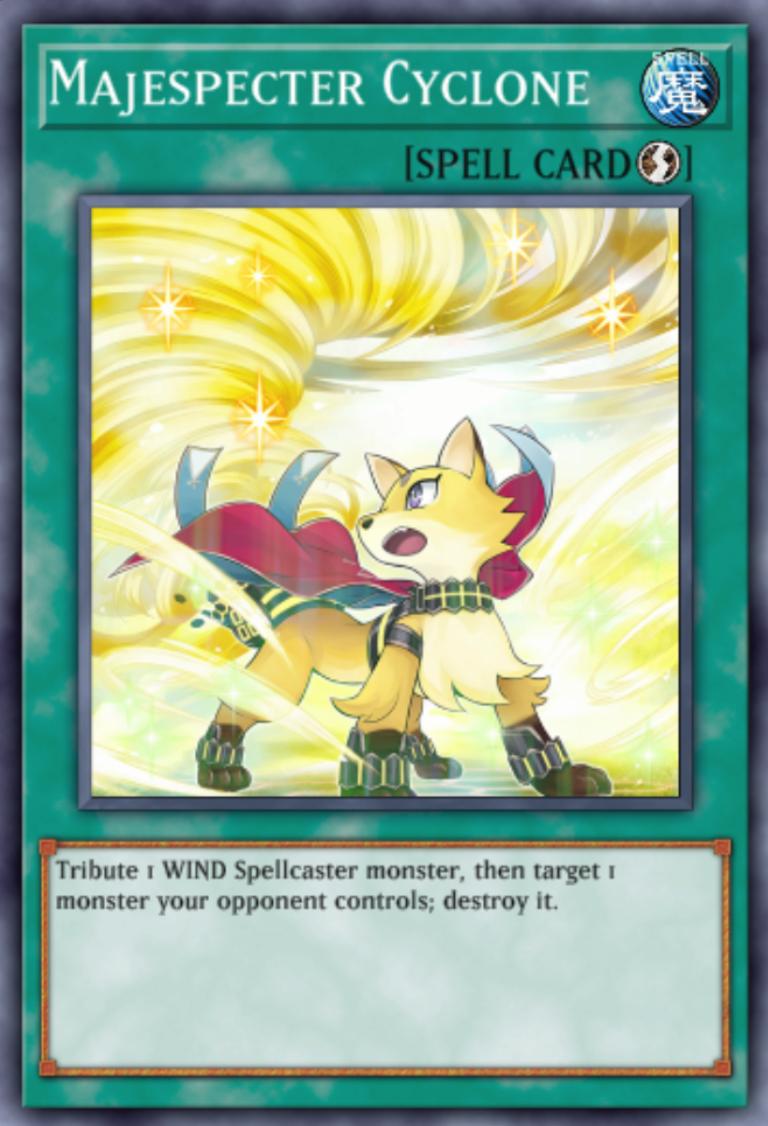 Majespecter Cyclone
SPELL
魔
[SPELL CARD]
Tribute 1 WIND Spellcaster monster, then target 1
monster your opponent controls; destroy it.